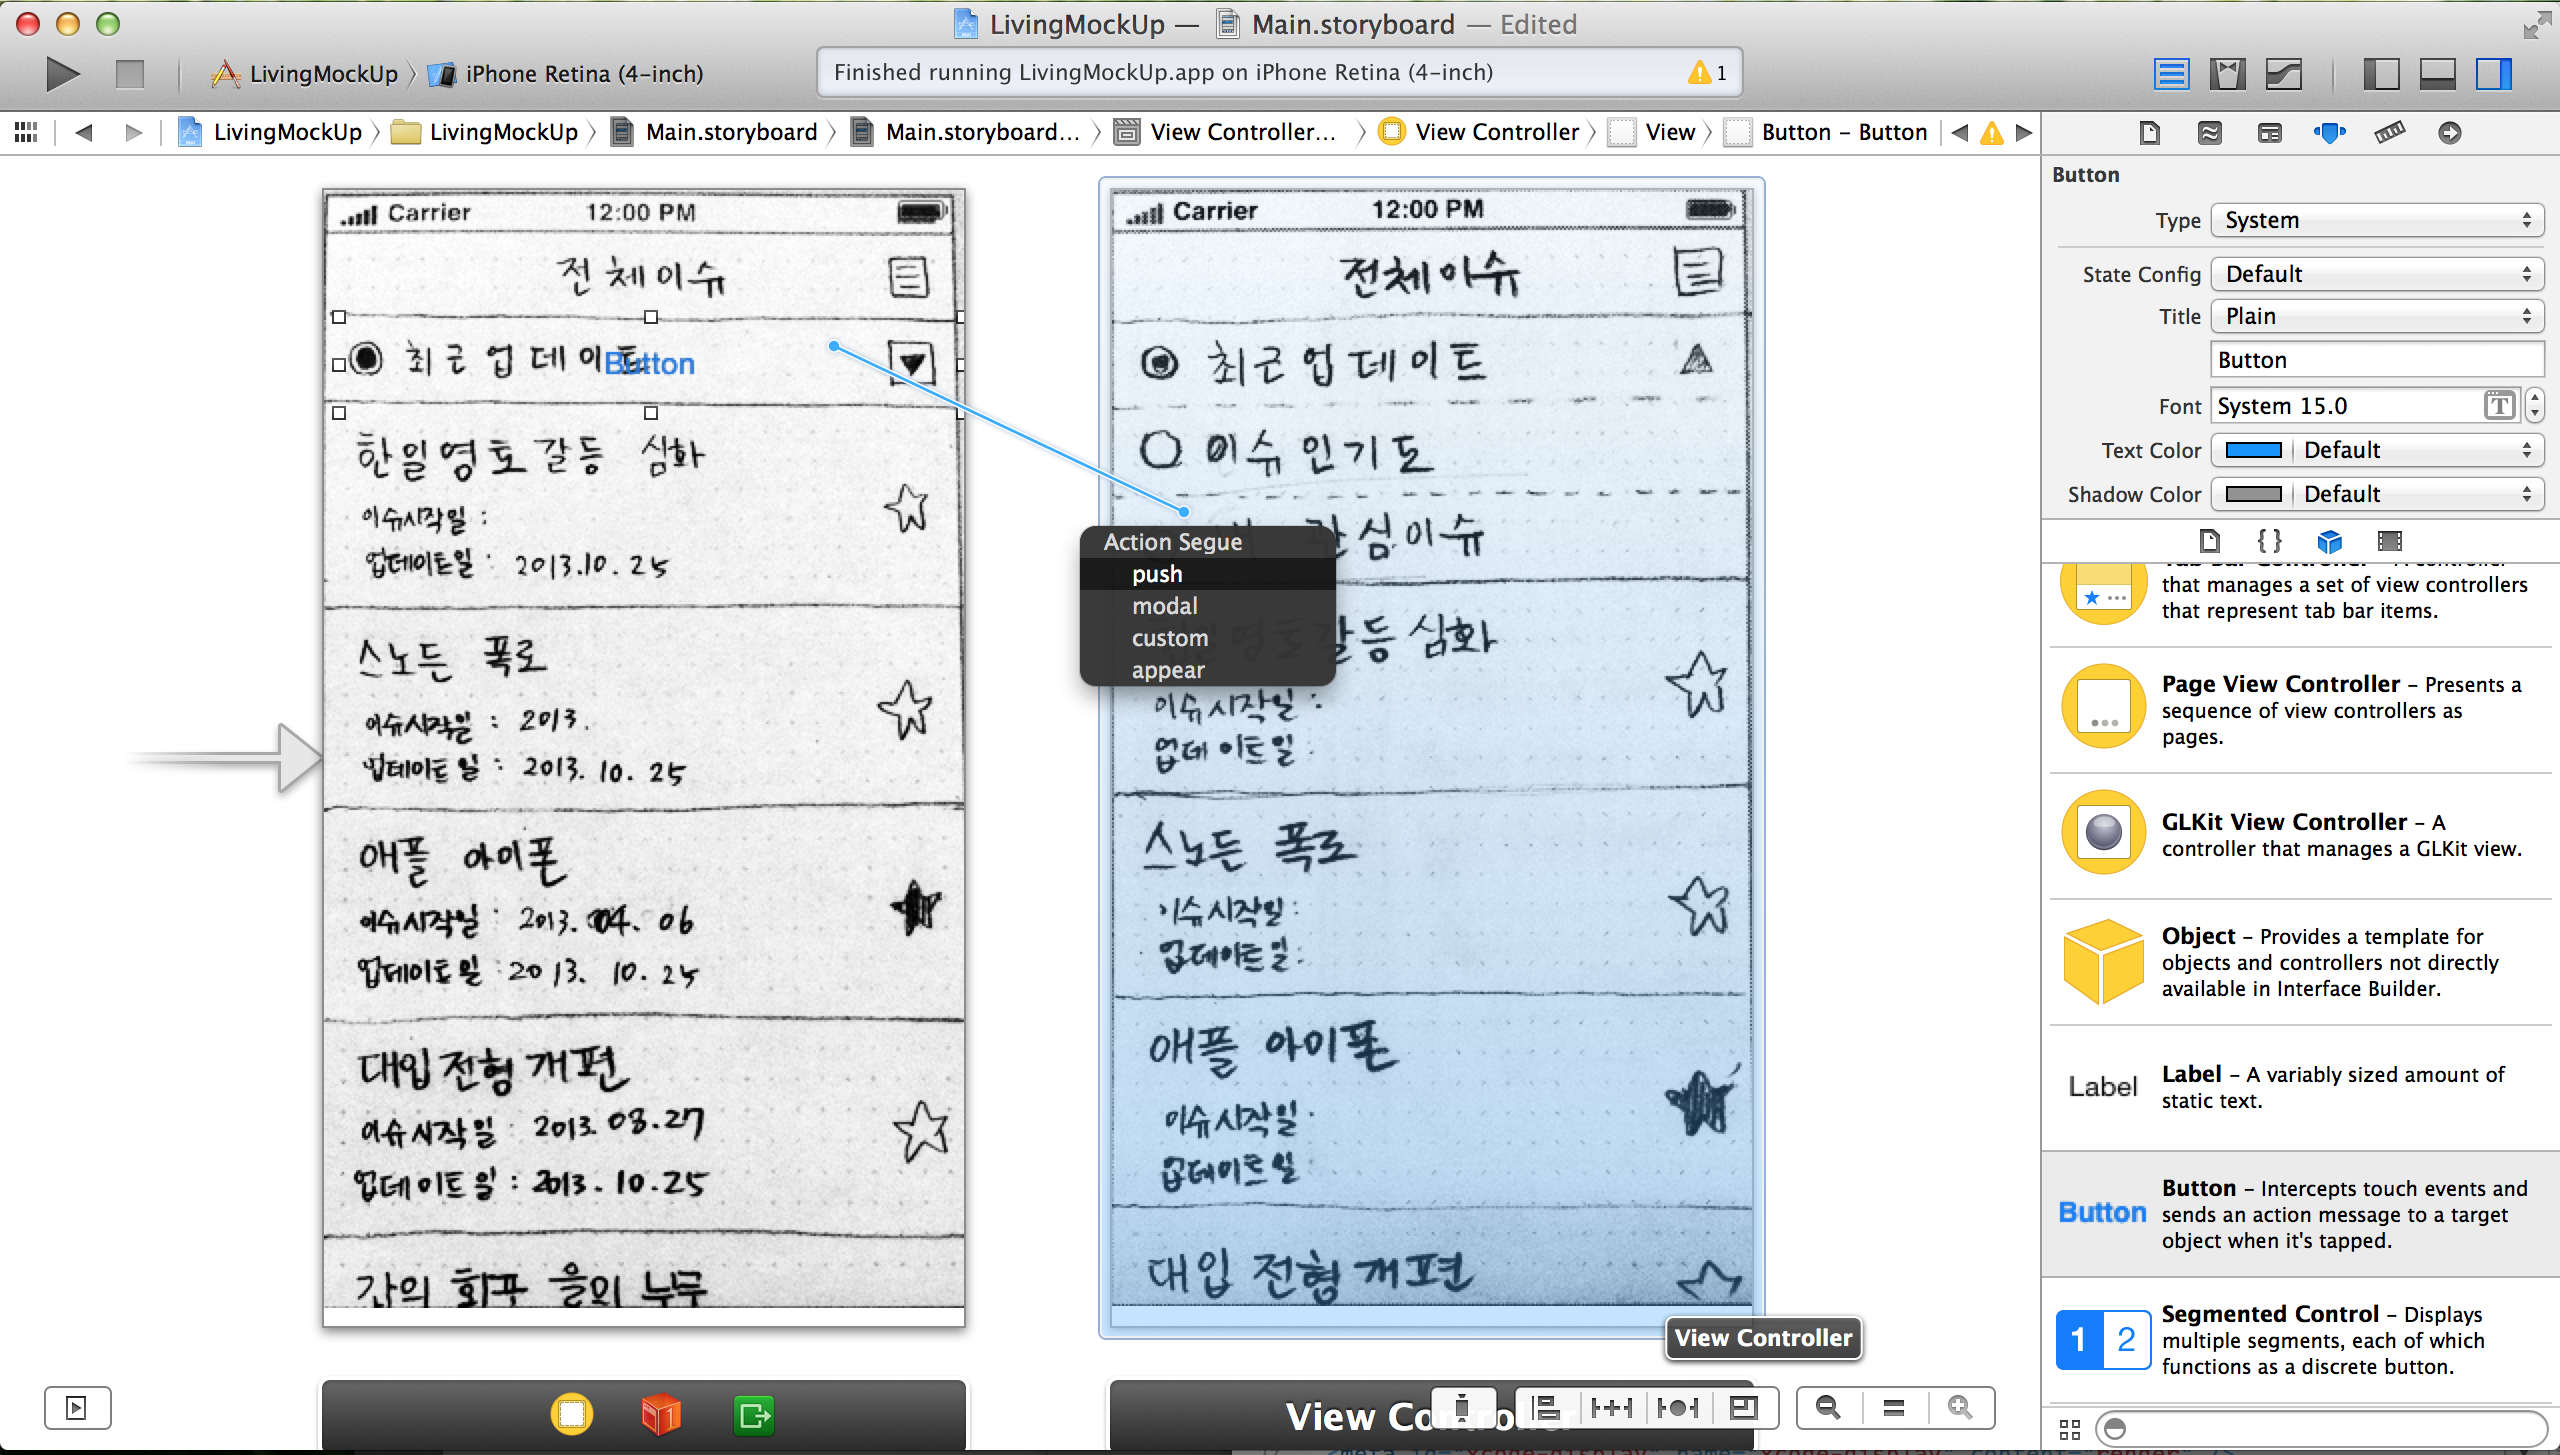 LivingMockUp — Main.storyboard — Edited
LivingMockUp iPhone Retina (4-inch)
Finished running LivingMockUp.app on iPhone Retina (4-inch) 1
LivingMockUp LivingMockUp Main.storyboard Main.storyboard... View Controller... View Controller View Button – Button
Carrier 12:00 PM
전체이슈
최근업데이트
Button
한일영토갈등 심화
이슈시작일 :
업데이트일 : 2013.10.25
스노든 폭로
이슈시작일 : 2013.
업데이트일 : 2013. 10. 25
애플 아이폰
이슈시작일 : 2013. 04. 06
업데이트일 : 2013. 10. 25
대입전형개편
이슈시작일 : 2013. 08.27
업데이트일 : 2013.10.25
Carrier 12:00 PM
전체이슈
최근업데이트
이슈인기도
관심이슈
Action Segue
push
modal
custom
appear
갈등 심화
이슈시작일 :
업데이트일 :
스노든 폭로
이슈시작일 :
업데이트일 :
애플 아이폰
이슈시작일 :
업데이트일
대입 전형개편
View Controller
View Controller
Button
Type System
State Config Default
Title Plain
Button
Font System 15.0 T
Text Color Default
Shadow Color Default
{ }
Tab Bar Controller – A controller
that manages a set of view controllers
that represent tab bar items.
Page View Controller – Presents a
sequence of view controllers as
pages.
GLKit View Controller – A
controller that manages a GLKit view.
Object – Provides a template for
objects and controllers not directly
available in Interface Builder.
Label
Label – A variably sized amount of
static text.
Button
Button – Intercepts touch events and
sends an action message to a target
object when it's tapped.
1 2
Segmented Control – Displays
multiple segments, each of which
functions as a discrete button.